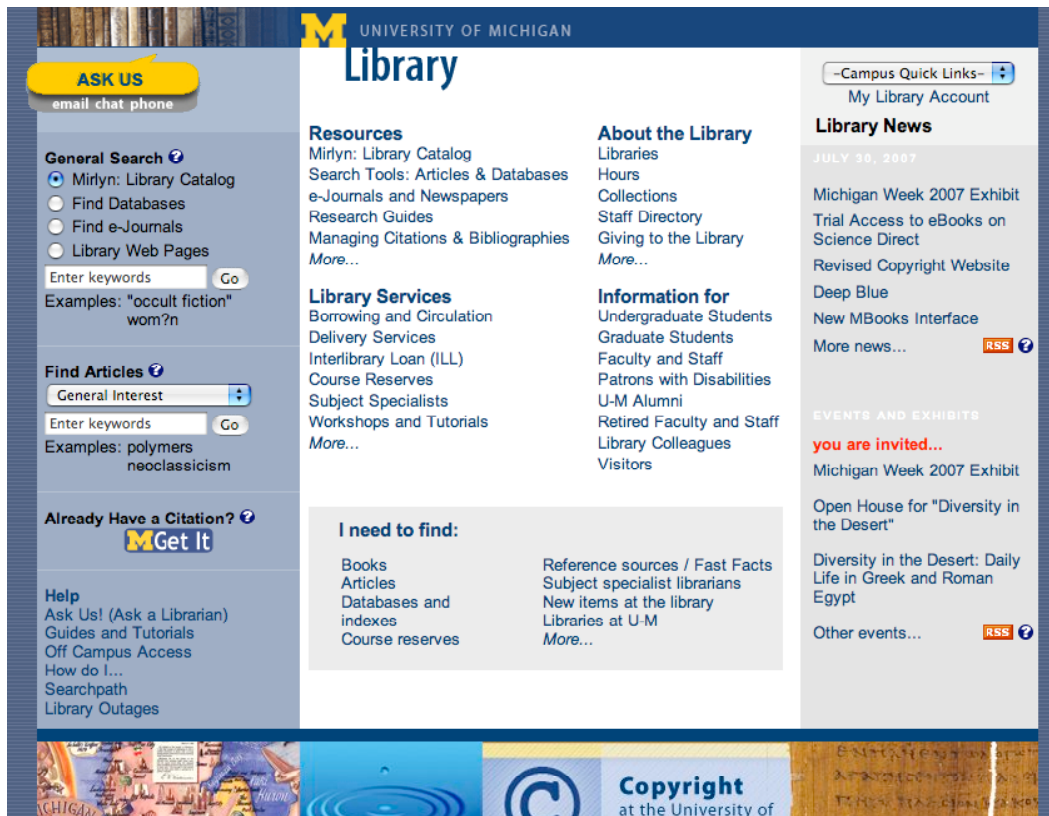 UNIVERSITY OF MICHIGAN
Library
ASK US
email chat phone
General Search
Mirlyn: Library Catalog
Find Databases
Find e-Journals
Library Web Pages
Enter keywords
Go
Examples: "occult fiction"
wom?n
Find Articles
General Interest
Enter keywords
Go
Examples: polymers
neoclassicism
Already Have a Citation?
MGet It
Help
Ask Us! (Ask a Librarian)
Guides and Tutorials
Off Campus Access
How do I...
Searchpath
Library Outages
Resources
Mirlyn: Library Catalog
Search Tools: Articles & Databases
e-Journals and Newspapers
Research Guides
Managing Citations & Bibliographies
More...
About the Library
Libraries
Hours
Collections
Staff Directory
Giving to the Library
More...
Library Services
Borrowing and Circulation
Delivery Services
Interlibrary Loan (ILL)
Course Reserves
Subject Specialists
Workshops and Tutorials
More...
Information for
Undergraduate Students
Graduate Students
Faculty and Staff
Patrons with Disabilities
U-M Alumni
Retired Faculty and Staff
Library Colleagues
Visitors
I need to find:
Books
Articles
Databases and
indexes
Course reserves
Reference sources / Fast Facts
Subject specialist librarians
New items at the library
Libraries at U-M
More...
-Campus Quick Links-
My Library Account
Library News
JULY 30, 2007
Michigan Week 2007 Exhibit
Trial Access to eBooks on
Science Direct
Revised Copyright Website
Deep Blue
New MBooks Interface
More news...
RSS
EVENTS AND EXHIBITS
you are invited...
Michigan Week 2007 Exhibit
Open House for "Diversity in
the Desert"
Diversity in the Desert: Daily
Life in Greek and Roman
Egypt
Other events...
RSS
Copyright
at the University of